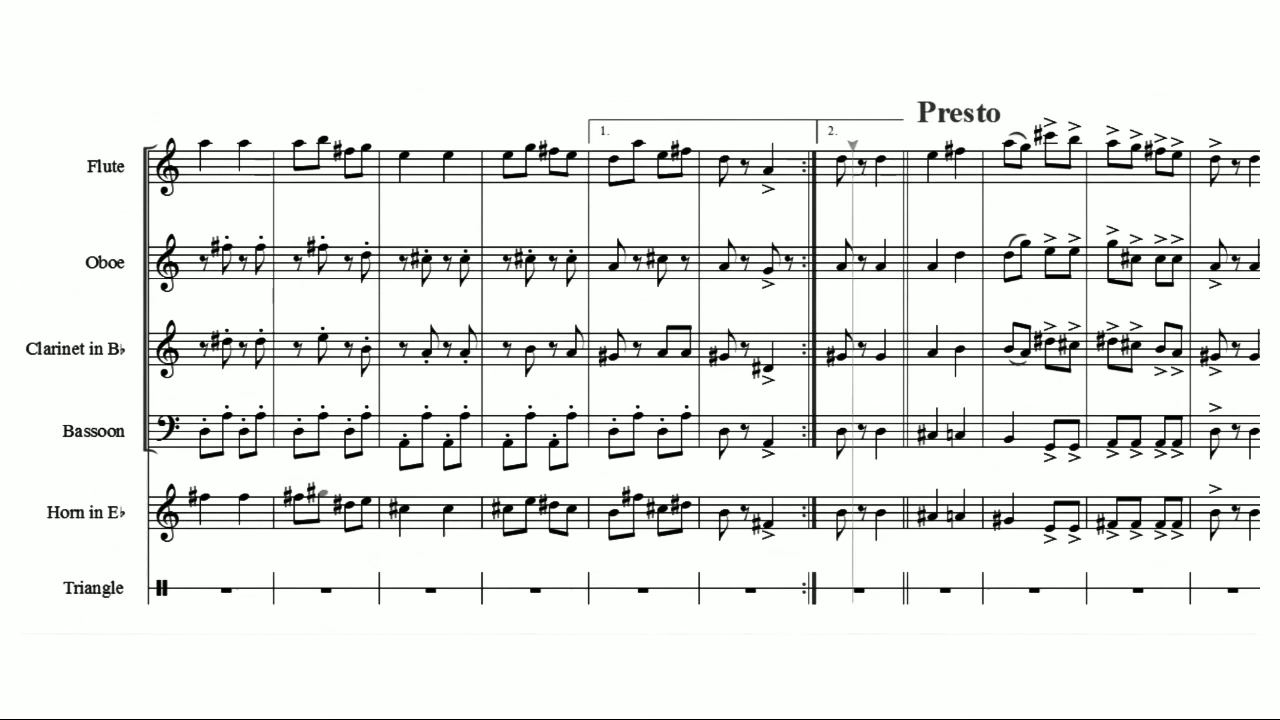 Presto
1.
2.
Flute
Oboe
Clarinet in B♭
Bassoon
Horn in E♭
Triangle